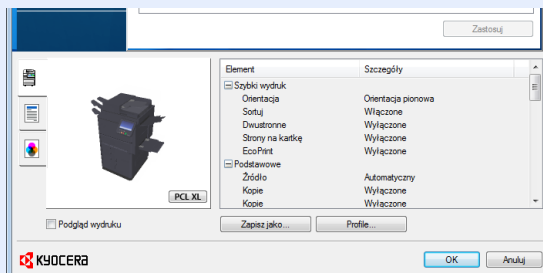 Zastosuj
Element Szczegóły
Szybki wydruk
Orientacja Orientacja pionowa
Sortuj Włączone
Dwustronne Wyłączone
Strony na kartkę Wyłączone
EcoPrint Wyłączone
Podstawowe
Źródło Automatyczny
Kopie Wyłączone
Kopie Wyłączone
PCL XL
Podgląd wydruku Zapisz jako... Profile...
KYOCERA OK Anuluj